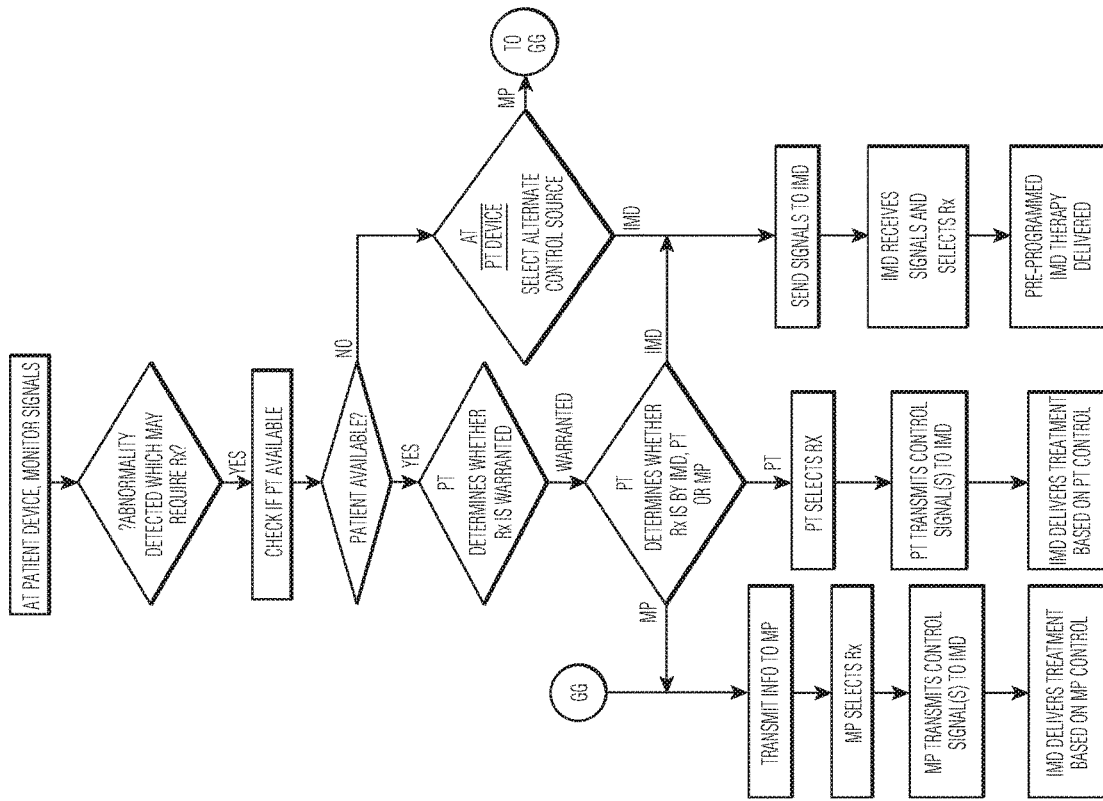 AT PATIENT DEVICE, MONITOR SIGNALS
?ABNORMALITY
DETECTED WHICH MAY
REQUIRE Rx?
YES
CHECK IF PT AVAILABLE
PATIENT AVAILABLE?
NO
YES
PT
DETERMINES WHETHER
Rx IS WARRANTED
WARRANTED
AT
PT DEVICE
SELECT ALTERNATE
CONTROL SOURCE
MP
TO
GG
IMD
PT
DETERMINES WHETHER
Rx IS BY IMD, PT
OR MP
MP
IMD
PT
GG
TRANSMIT INFO TO MP
MP SELECTS Rx
MP TRANSMITS CONTROL
SIGNAL(S) TO IMD
IMD DELIVERS TREATMENT
BASED ON MP CONTROL
PT SELECTS RX
PT TRANSMITS CONTROL
SIGNAL(S) TO IMD
IMD DELIVERS TREATMENT
BASED ON PT CONTROL
SEND SIGNALS TO IMD
IMD RECEIVES
SIGNALS AND
SELECTS Rx
PRE-PROGRAMMED
IMD THERAPY
DELIVERED